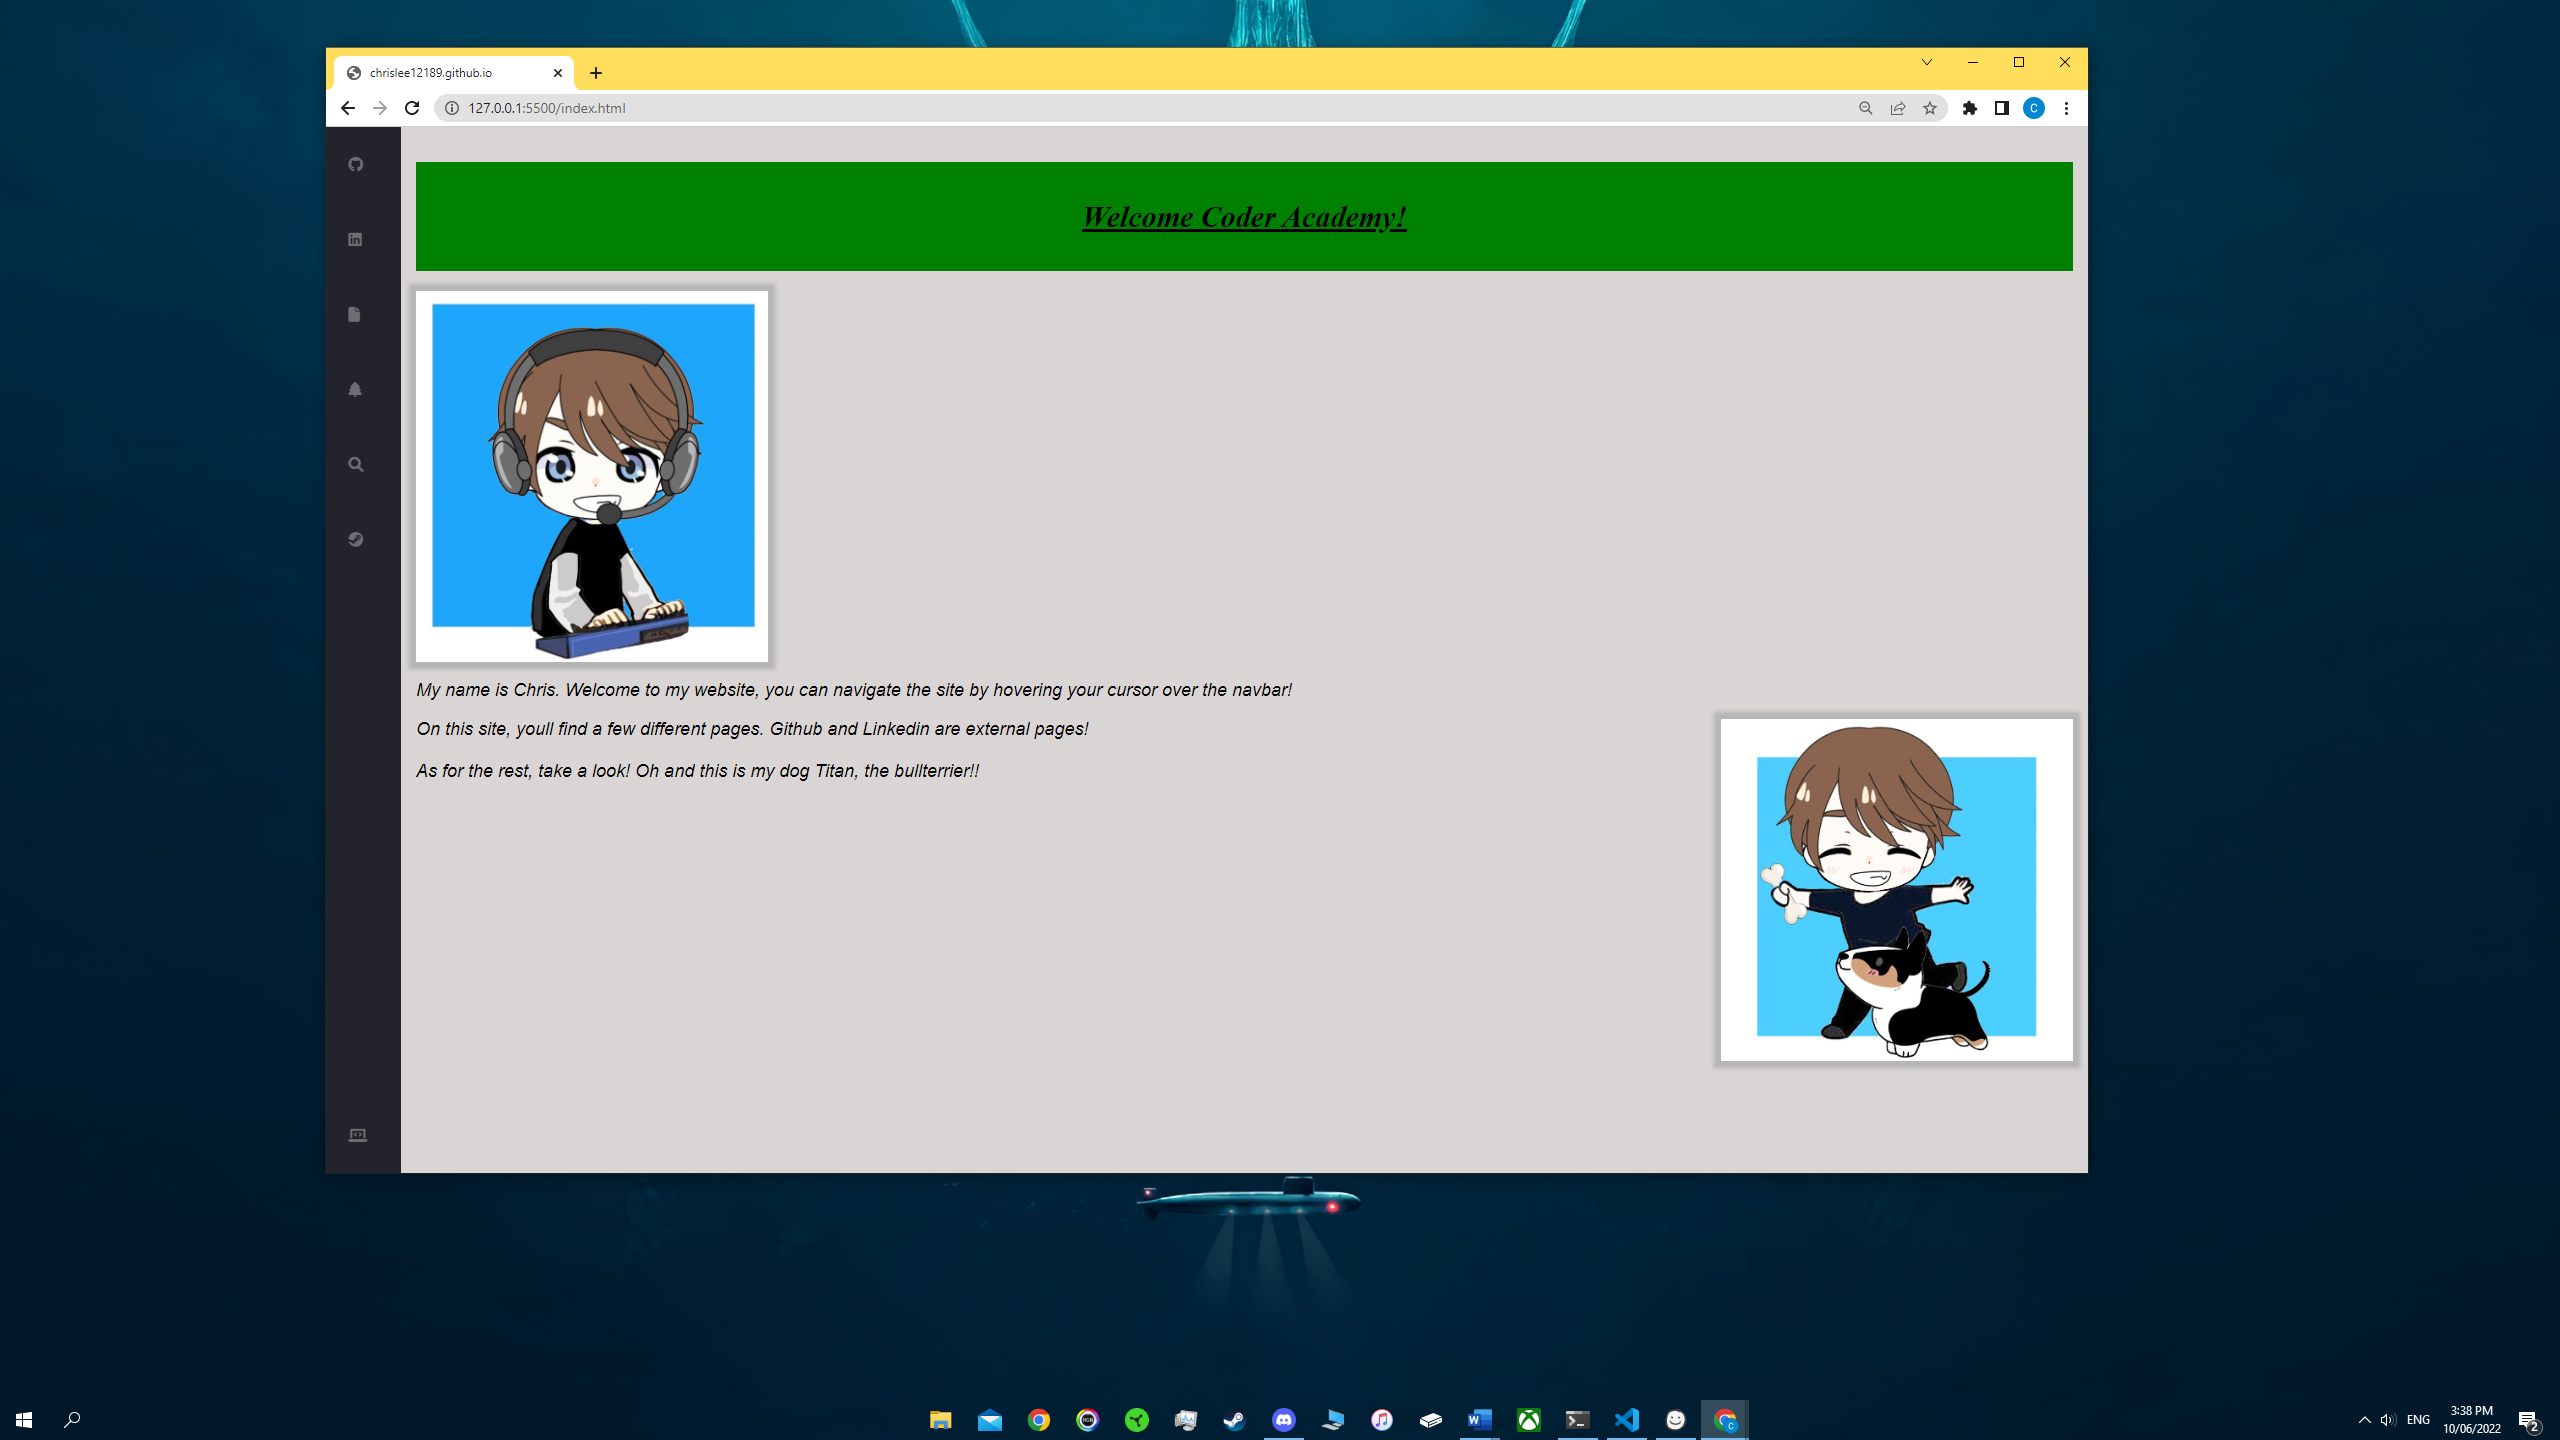 chrislee12189.github.io
127.0.0.1:5500/index.html
C
Welcome Coder Academy!
My name is Chris. Welcome to my website, you can navigate the site by hovering your cursor over the navbar!
On this site, youll find a few different pages. Github and Linkedin are external pages!
As for the rest, take a look! Oh and this is my dog Titan, the bullterrier!!
ENG
3:38 PM
10/06/2022
2